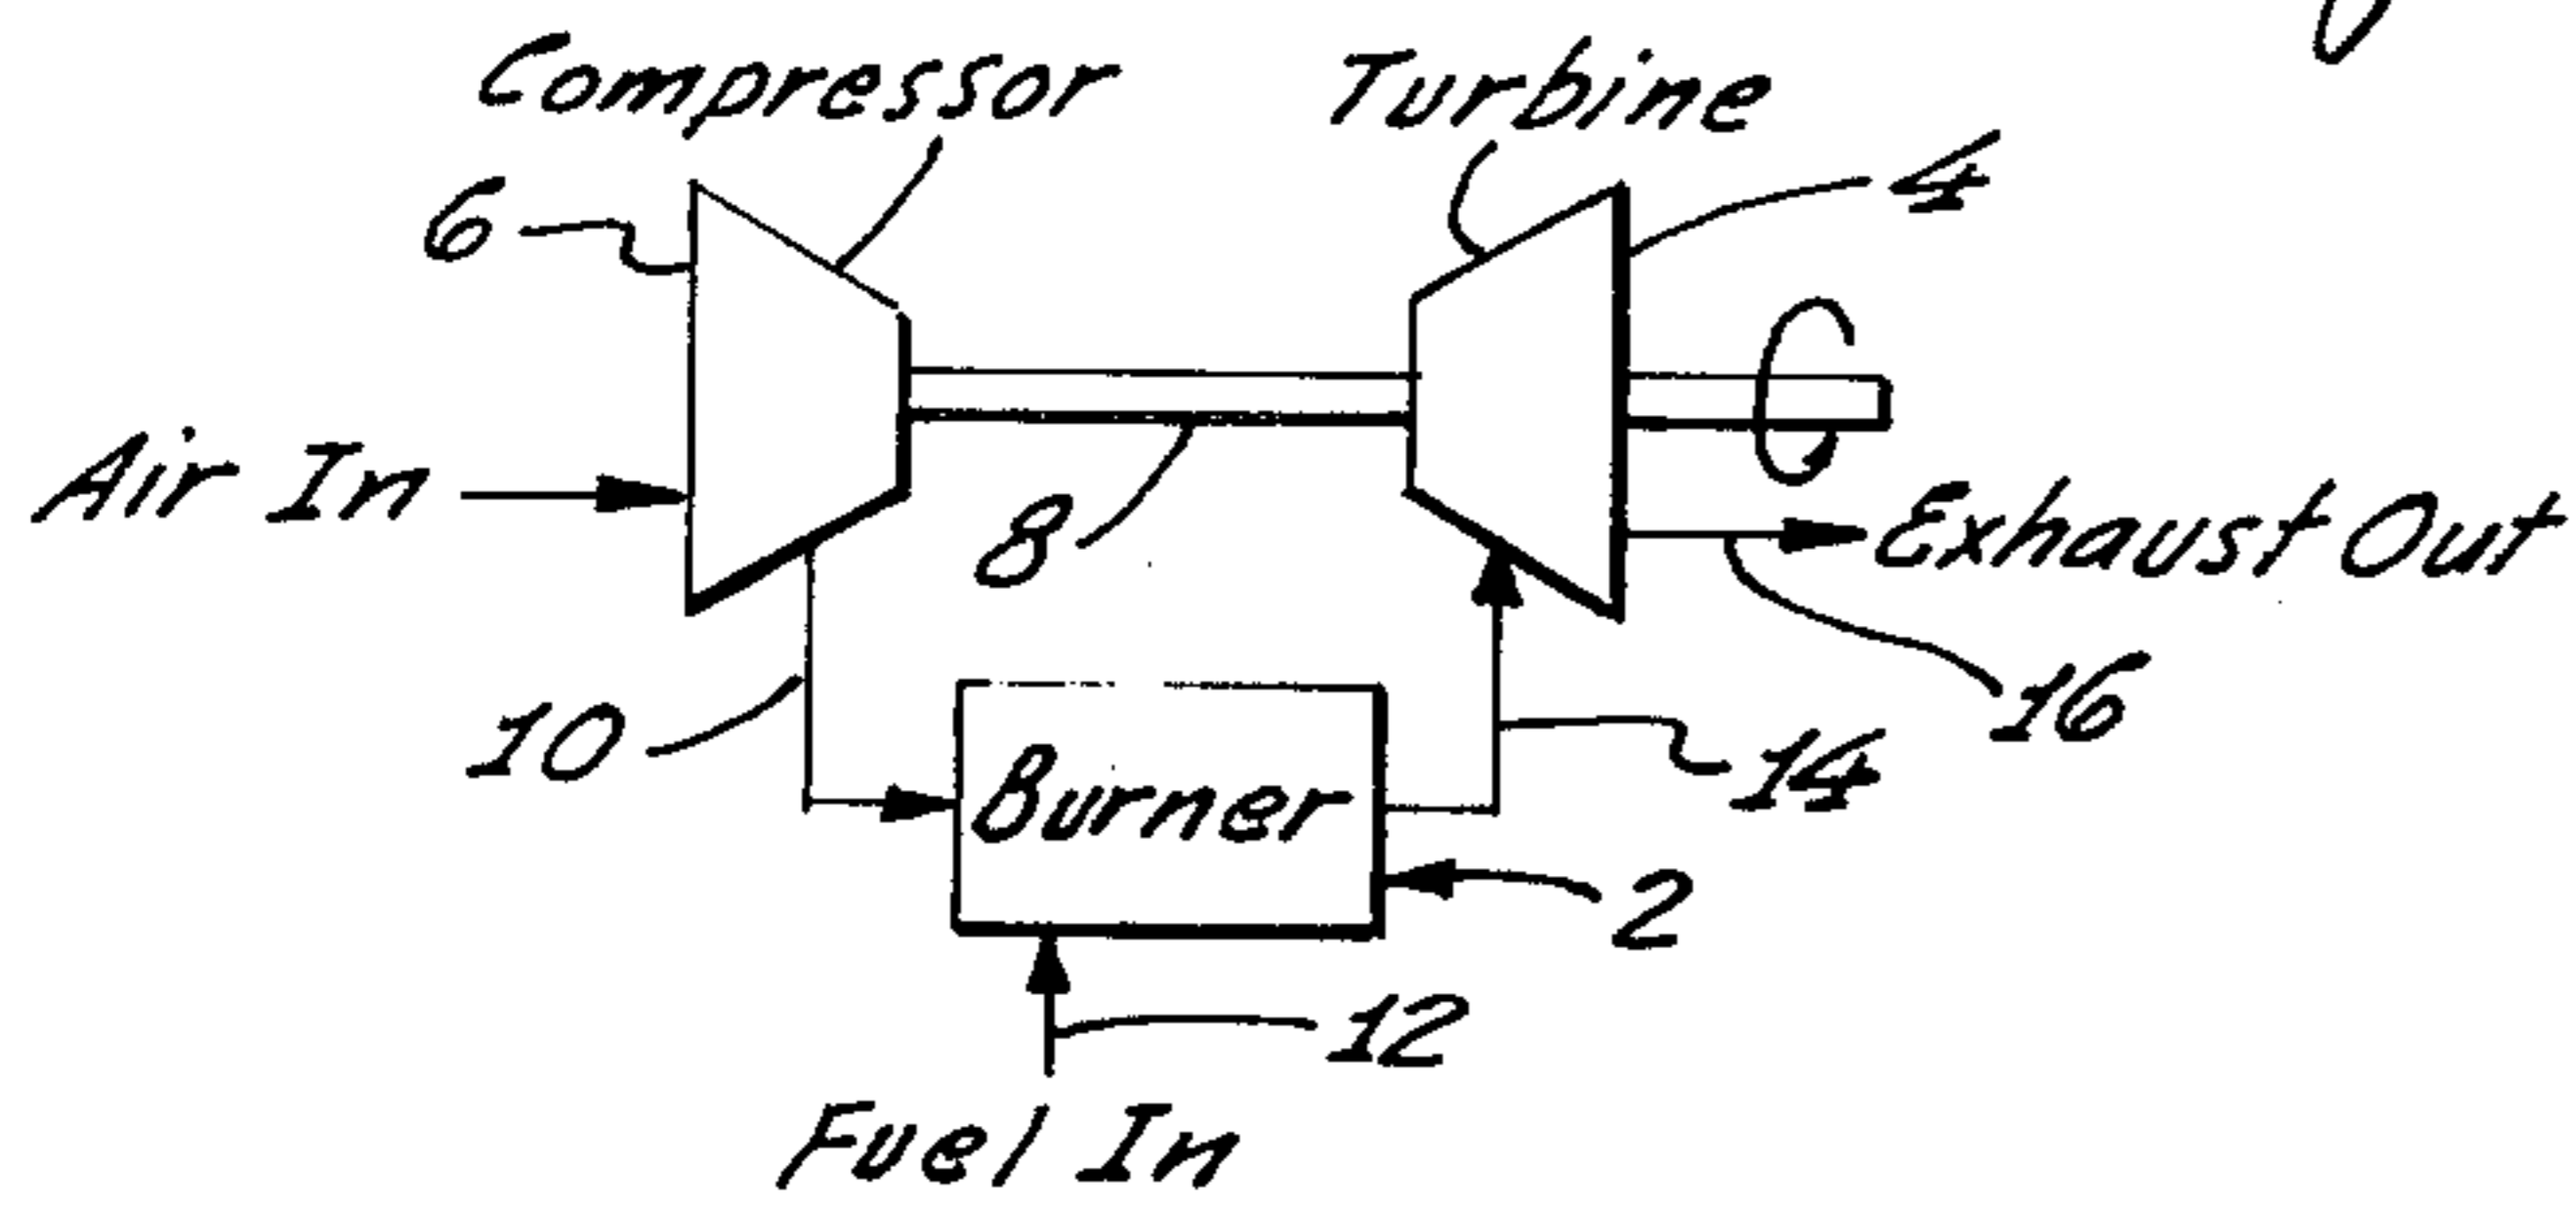 Compressor
Turbine
4
6
Air In
8
Exhaust Out
10
16
14
Burner
2
12
Fuel In